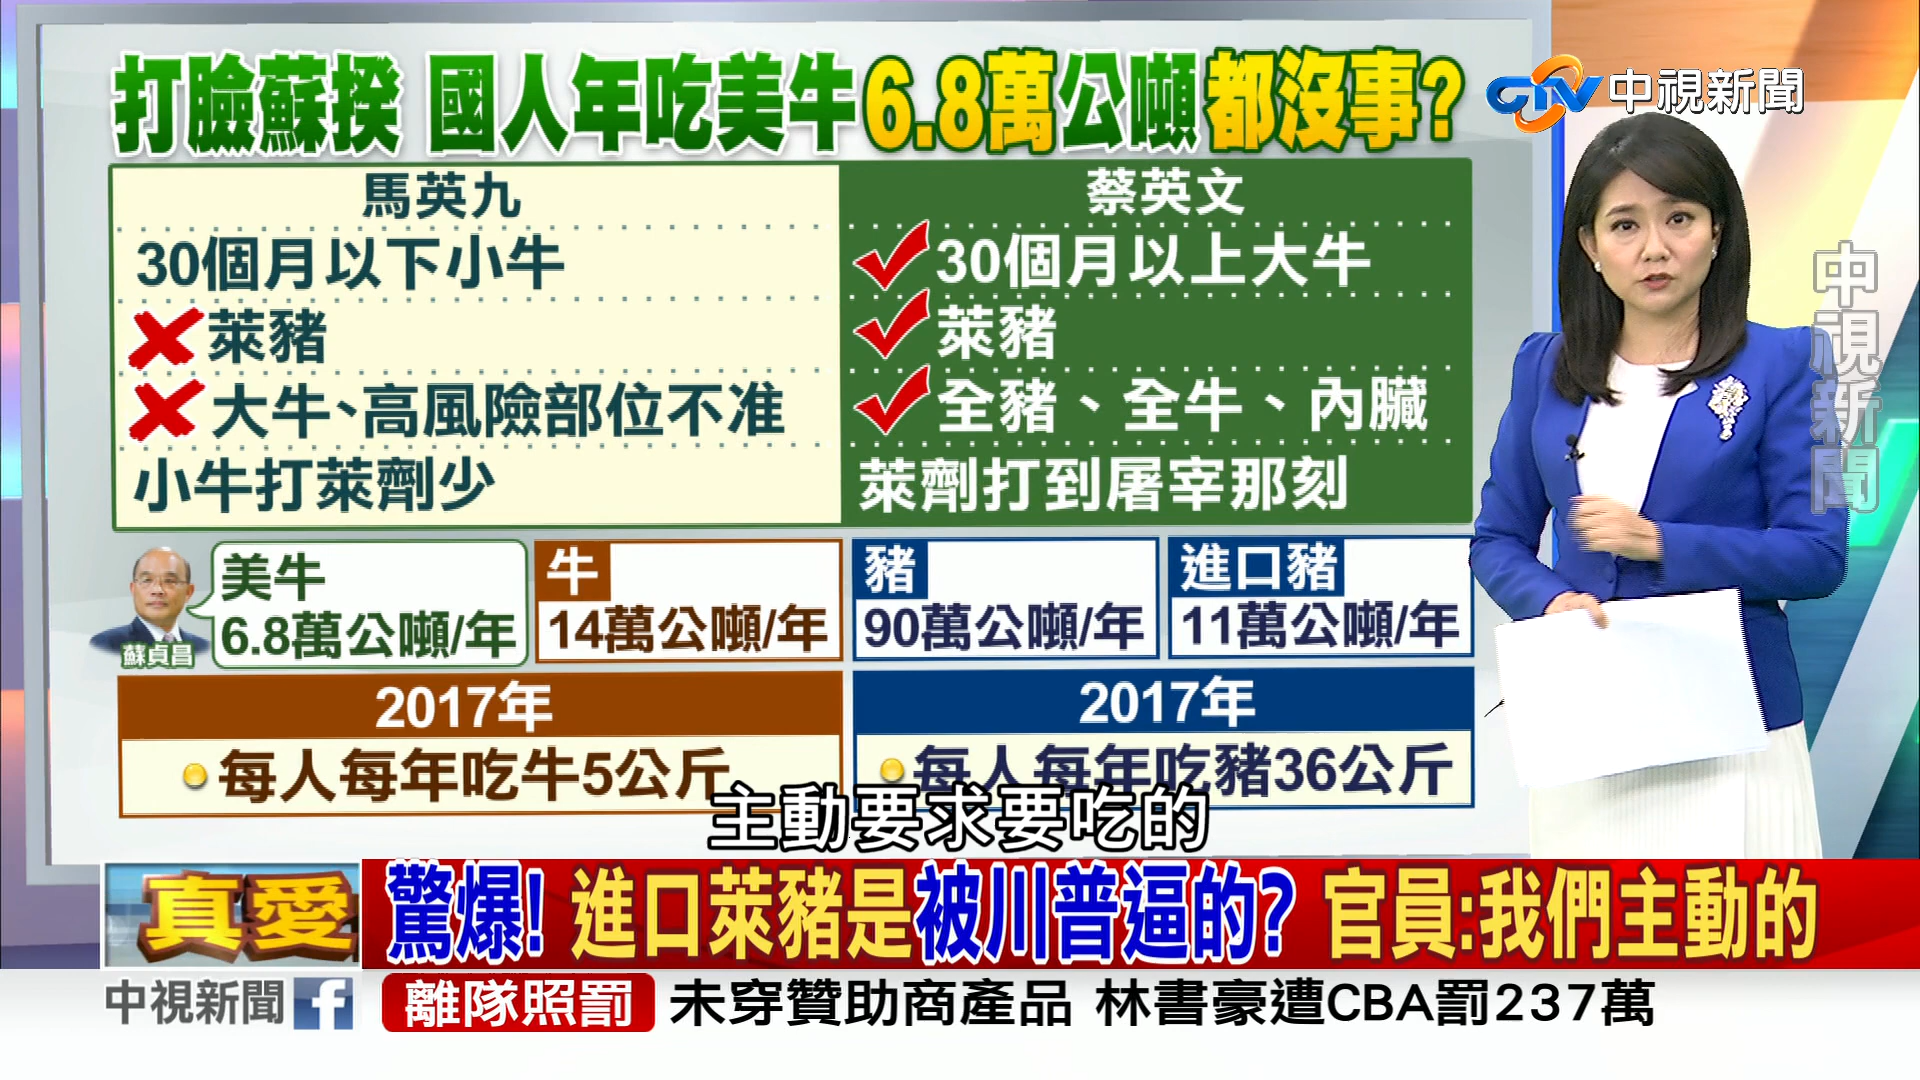 打臉蘇揆 國人年吃美牛6.8萬公噸都沒事?
CTV 中視新聞
馬英九
30個月以下小牛
萊豬
大牛、高風險部位不准
小牛打萊劑少
蔡英文
30個月以上大牛
萊豬
全豬、全牛、內臟
萊劑打到屠宰那刻
中視新聞
蘇貞昌
美牛
6.8萬公噸/年
牛
14萬公噸/年
豬
90萬公噸/年
進口豬
11萬公噸/年
2017年
每人每年吃牛5公斤
2017年
每人每年吃豬36公斤
主動要求要吃的
真愛
驚爆! 進口萊豬是被川普逼的? 官員:我們主動的
中視新聞 f
離隊照罰 未穿贊助商產品 林書豪遭CBA罰237萬